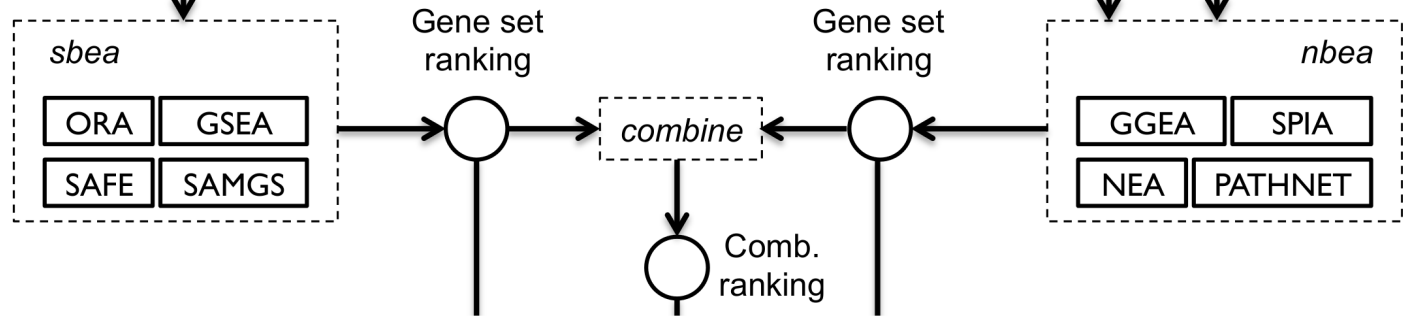 sbea
ORA GSEA
SAFE SAMGS
Gene set
ranking
combine
Comb.
ranking
Gene set
ranking
nbea
GGEA SPIA
NEA PATHNET